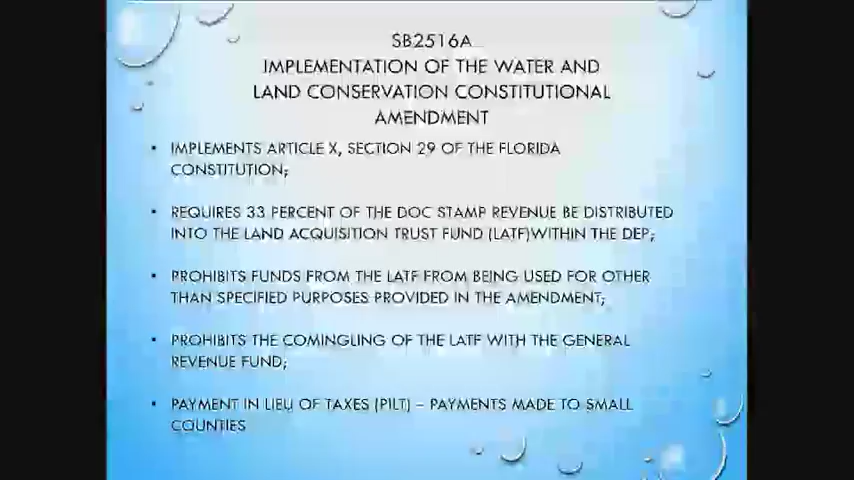 SB2516A
IMPLEMENTATION OF THE WATER AND
LAND CONSERVATION CONSTITUTIONAL
AMENDMENT
• IMPLEMENTS ARTICLE X, SECTION 29 OF THE FLORIDA
CONSTITUTION;
• REQUIRES 33 PERCENT OF THE DOC STAMP REVENUE BE DISTRIBUTED
INTO THE LAND ACQUISITION TRUST FUND (LATF)WITHIN THE DEP;
• PROHIBITS FUNDS FROM THE LATF FROM BEING USED FOR OTHER
THAN SPECIFIED PURPOSES PROVIDED IN THE AMENDMENT;
• PROHIBITS THE COMINGLING OF THE LATF WITH THE GENERAL
REVENUE FUND;
• PAYMENT IN LIEU OF TAXES (PILT) – PAYMENTS MADE TO SMALL
COUNTIES